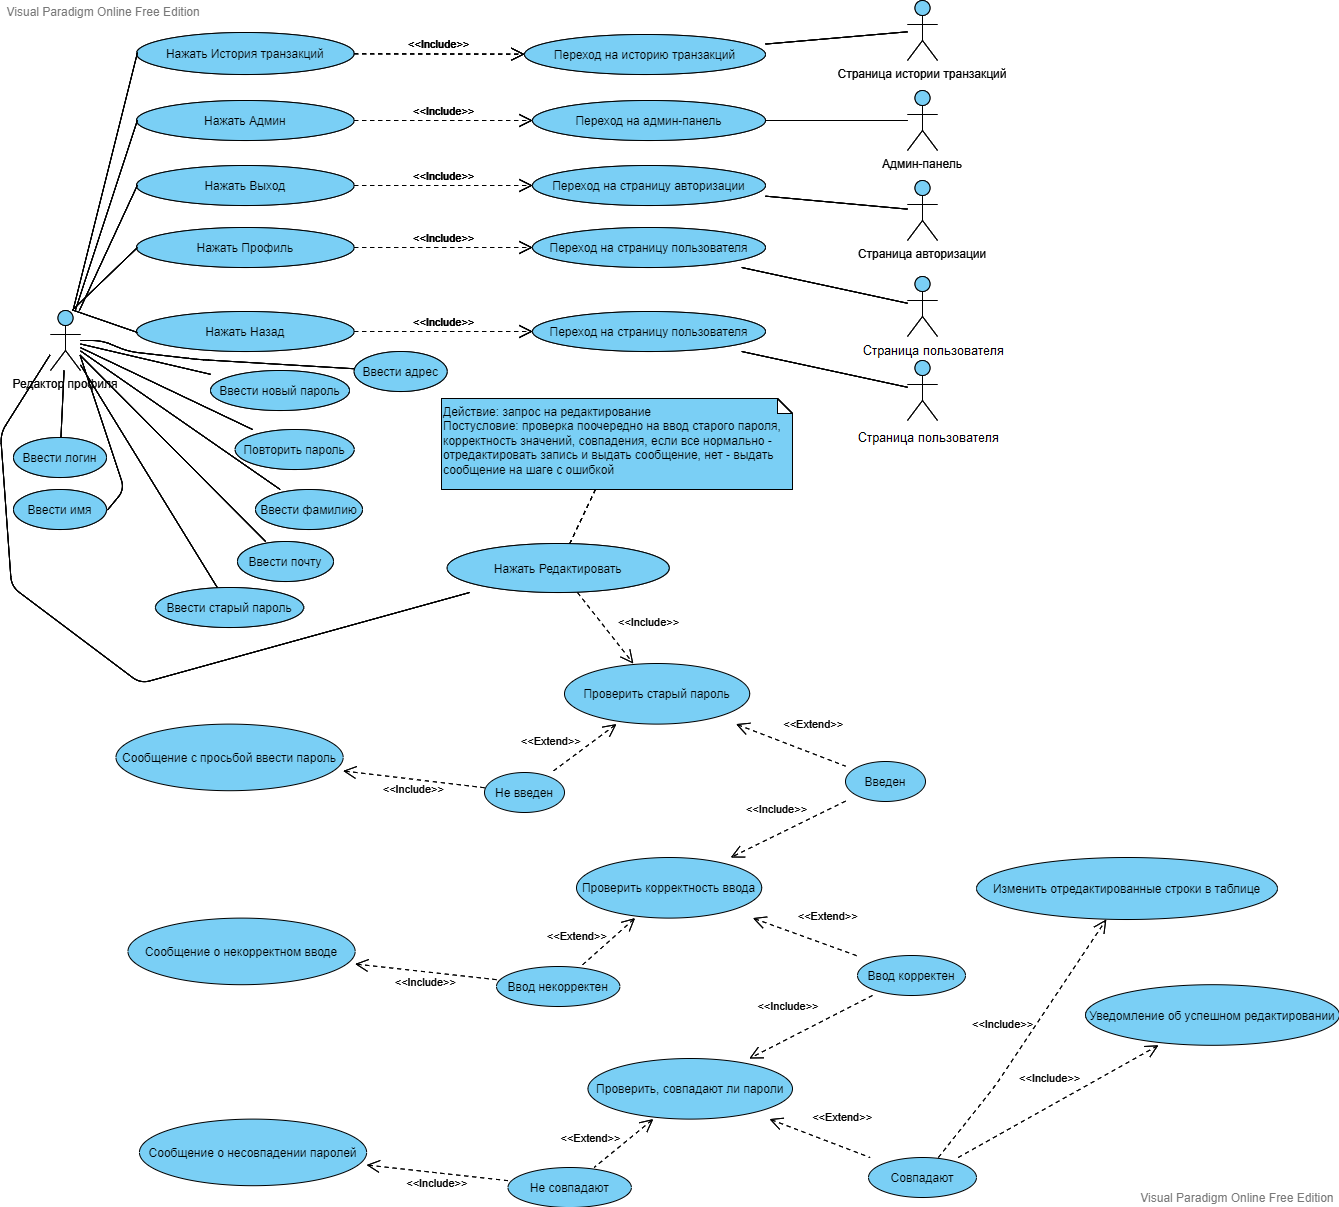 Visual Paradigm Online Free Edition
Нажать История транзакций
<<Include>>
Переход на историю транзакций
Страница истории транзакций
Нажать Админ
<<Include>>
Переход на админ-панель
Админ-панель
Нажать Выход
<<Include>>
Переход на страницу авторизации
Страница авторизации
Нажать Профиль
<<Include>>
Переход на страницу пользователя
Страница пользователя
Нажать Назад
<<Include>>
Переход на страницу пользователя
Страница пользователя
Редактор профиля
Ввести адрес
Ввести новый пароль
Повторить пароль
Ввести логин
Ввести имя
Ввести фамилию
Ввести почту
Ввести старый пароль
Действие: запрос на редактирование
Постусловие: проверка поочередно на ввод старого пароля,
корректность значений, совпадения, если все нормально -
отредактировать запись и выдать сообщение, нет - выдать
сообщение на шаге с ошибкой
Нажать Редактировать
<<Include>>
Проверить старый пароль
<<Extend>>
<<Extend>>
Сообщение с просьбой ввести пароль
<<Include>>
Не введен
Введен
<<Include>>
Проверить корректность ввода
Изменить отредактированные строки в таблице
<<Extend>>
<<Extend>>
Сообщение о некорректном вводе
<<Include>>
Ввод некорректен
Ввод корректен
<<Include>>
<<Include>>
Уведомление об успешном редактировании
<<Include>>
Проверить, совпадают ли пароли
<<Extend>>
<<Extend>>
Сообщение о несовпадении паролей
<<Include>>
Не совпадают
Совпадают
Visual Paradigm Online Free Edition